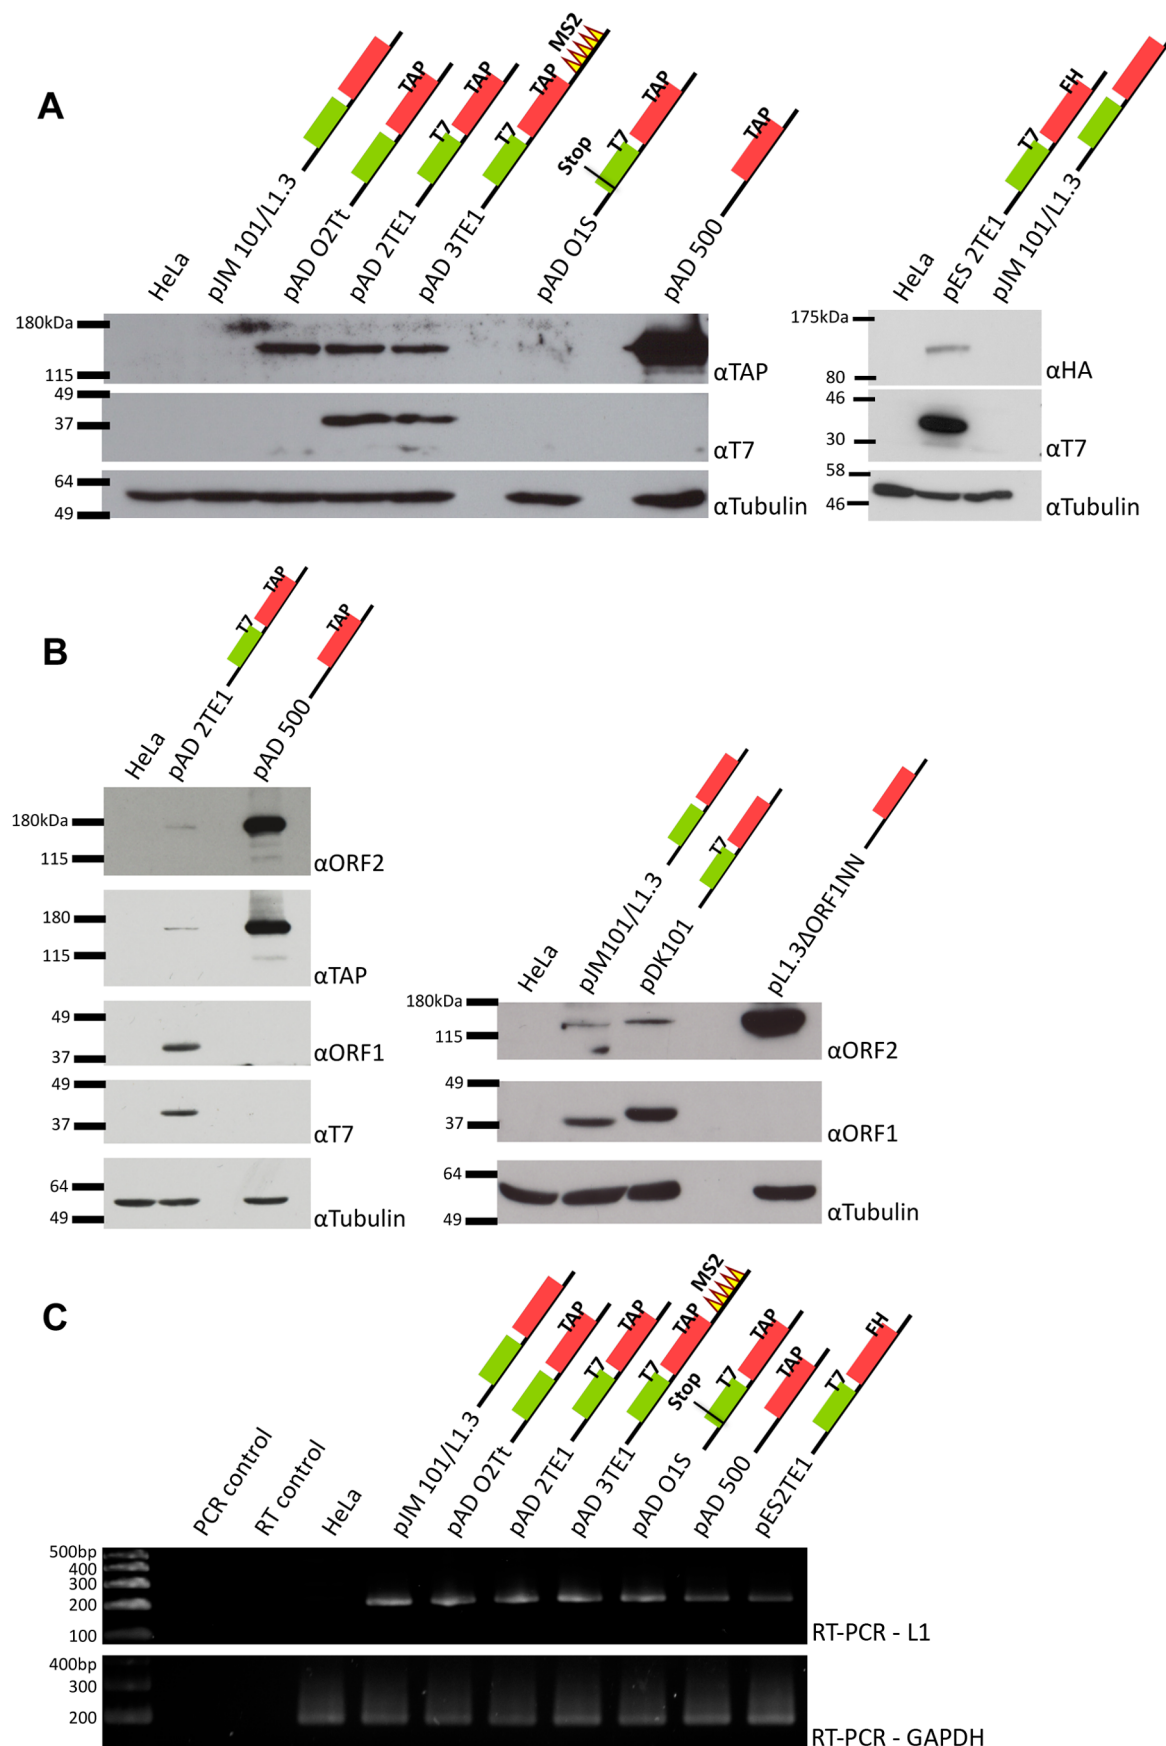 A
HeLa
pJM 101/L1.3
pAD O2Tt
TAP
pAD 2TE1
T7
TAP
pAD 3TE1
T7
TAP
MS2
pAD O1S
Stop
T7
TAP
pAD 500
TAP
HeLa
pES 2TE1
T7
FH
pJM 101/L1.3
180kDa
115
αTAP
49
37
αT7
64
49
αTubulin
175kDa
80
αHA
46
30
αT7
58
46
αTubulin
B
HeLa
pAD 2TE1
T7
TAP
pAD 500
TAP
180kDa
115
αORF2
180
115
αTAP
49
37
αORF1
49
37
αT7
64
49
αTubulin
HeLa
pJM101/L1.3
pDK101
T7
pL1.3ΔORF1NN
180kDa
115
αORF2
49
37
αORF1
64
49
αTubulin
C
PCR control
RT control
HeLa
pJM 101/L1.3
pAD O2Tt
TAP
pAD 2TE1
T7
TAP
pAD 3TE1
T7
TAP
MS2
pAD O1S
Stop
T7
TAP
pAD 500
TAP
pES2TE1
T7
FH
500bp
400
300
200
100
RT-PCR - L1
400bp
300
200
RT-PCR - GAPDH